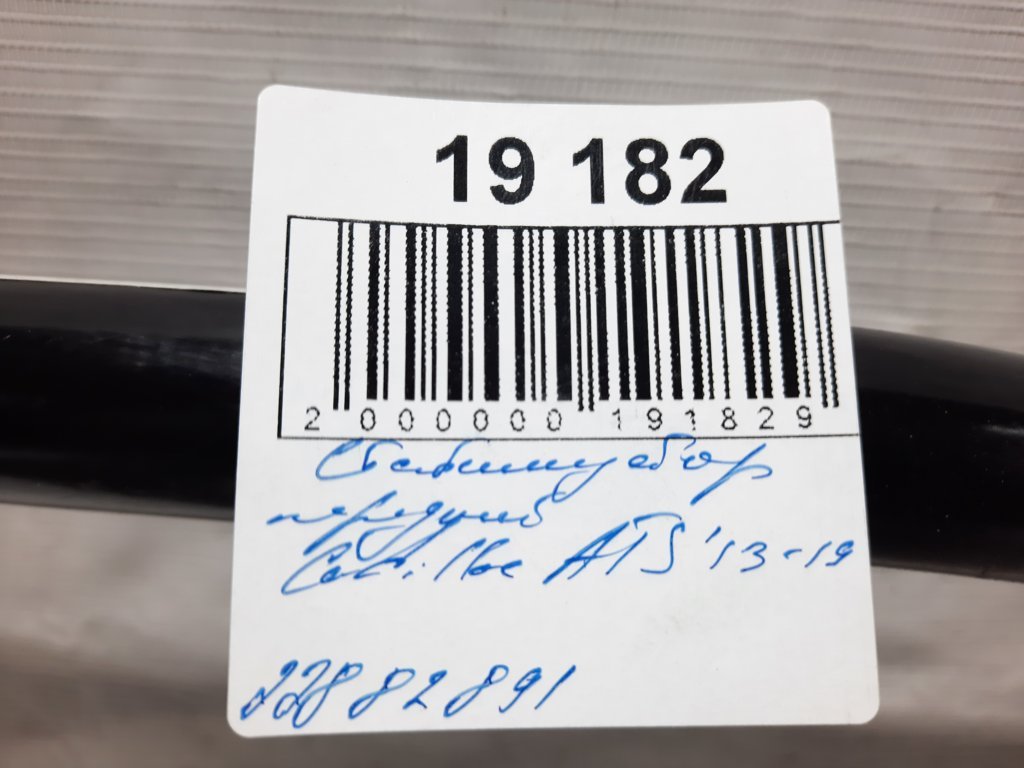 19 182
2 000000 191829
Стабилизатор
передний
Cadillac ATS '13-19
22882891